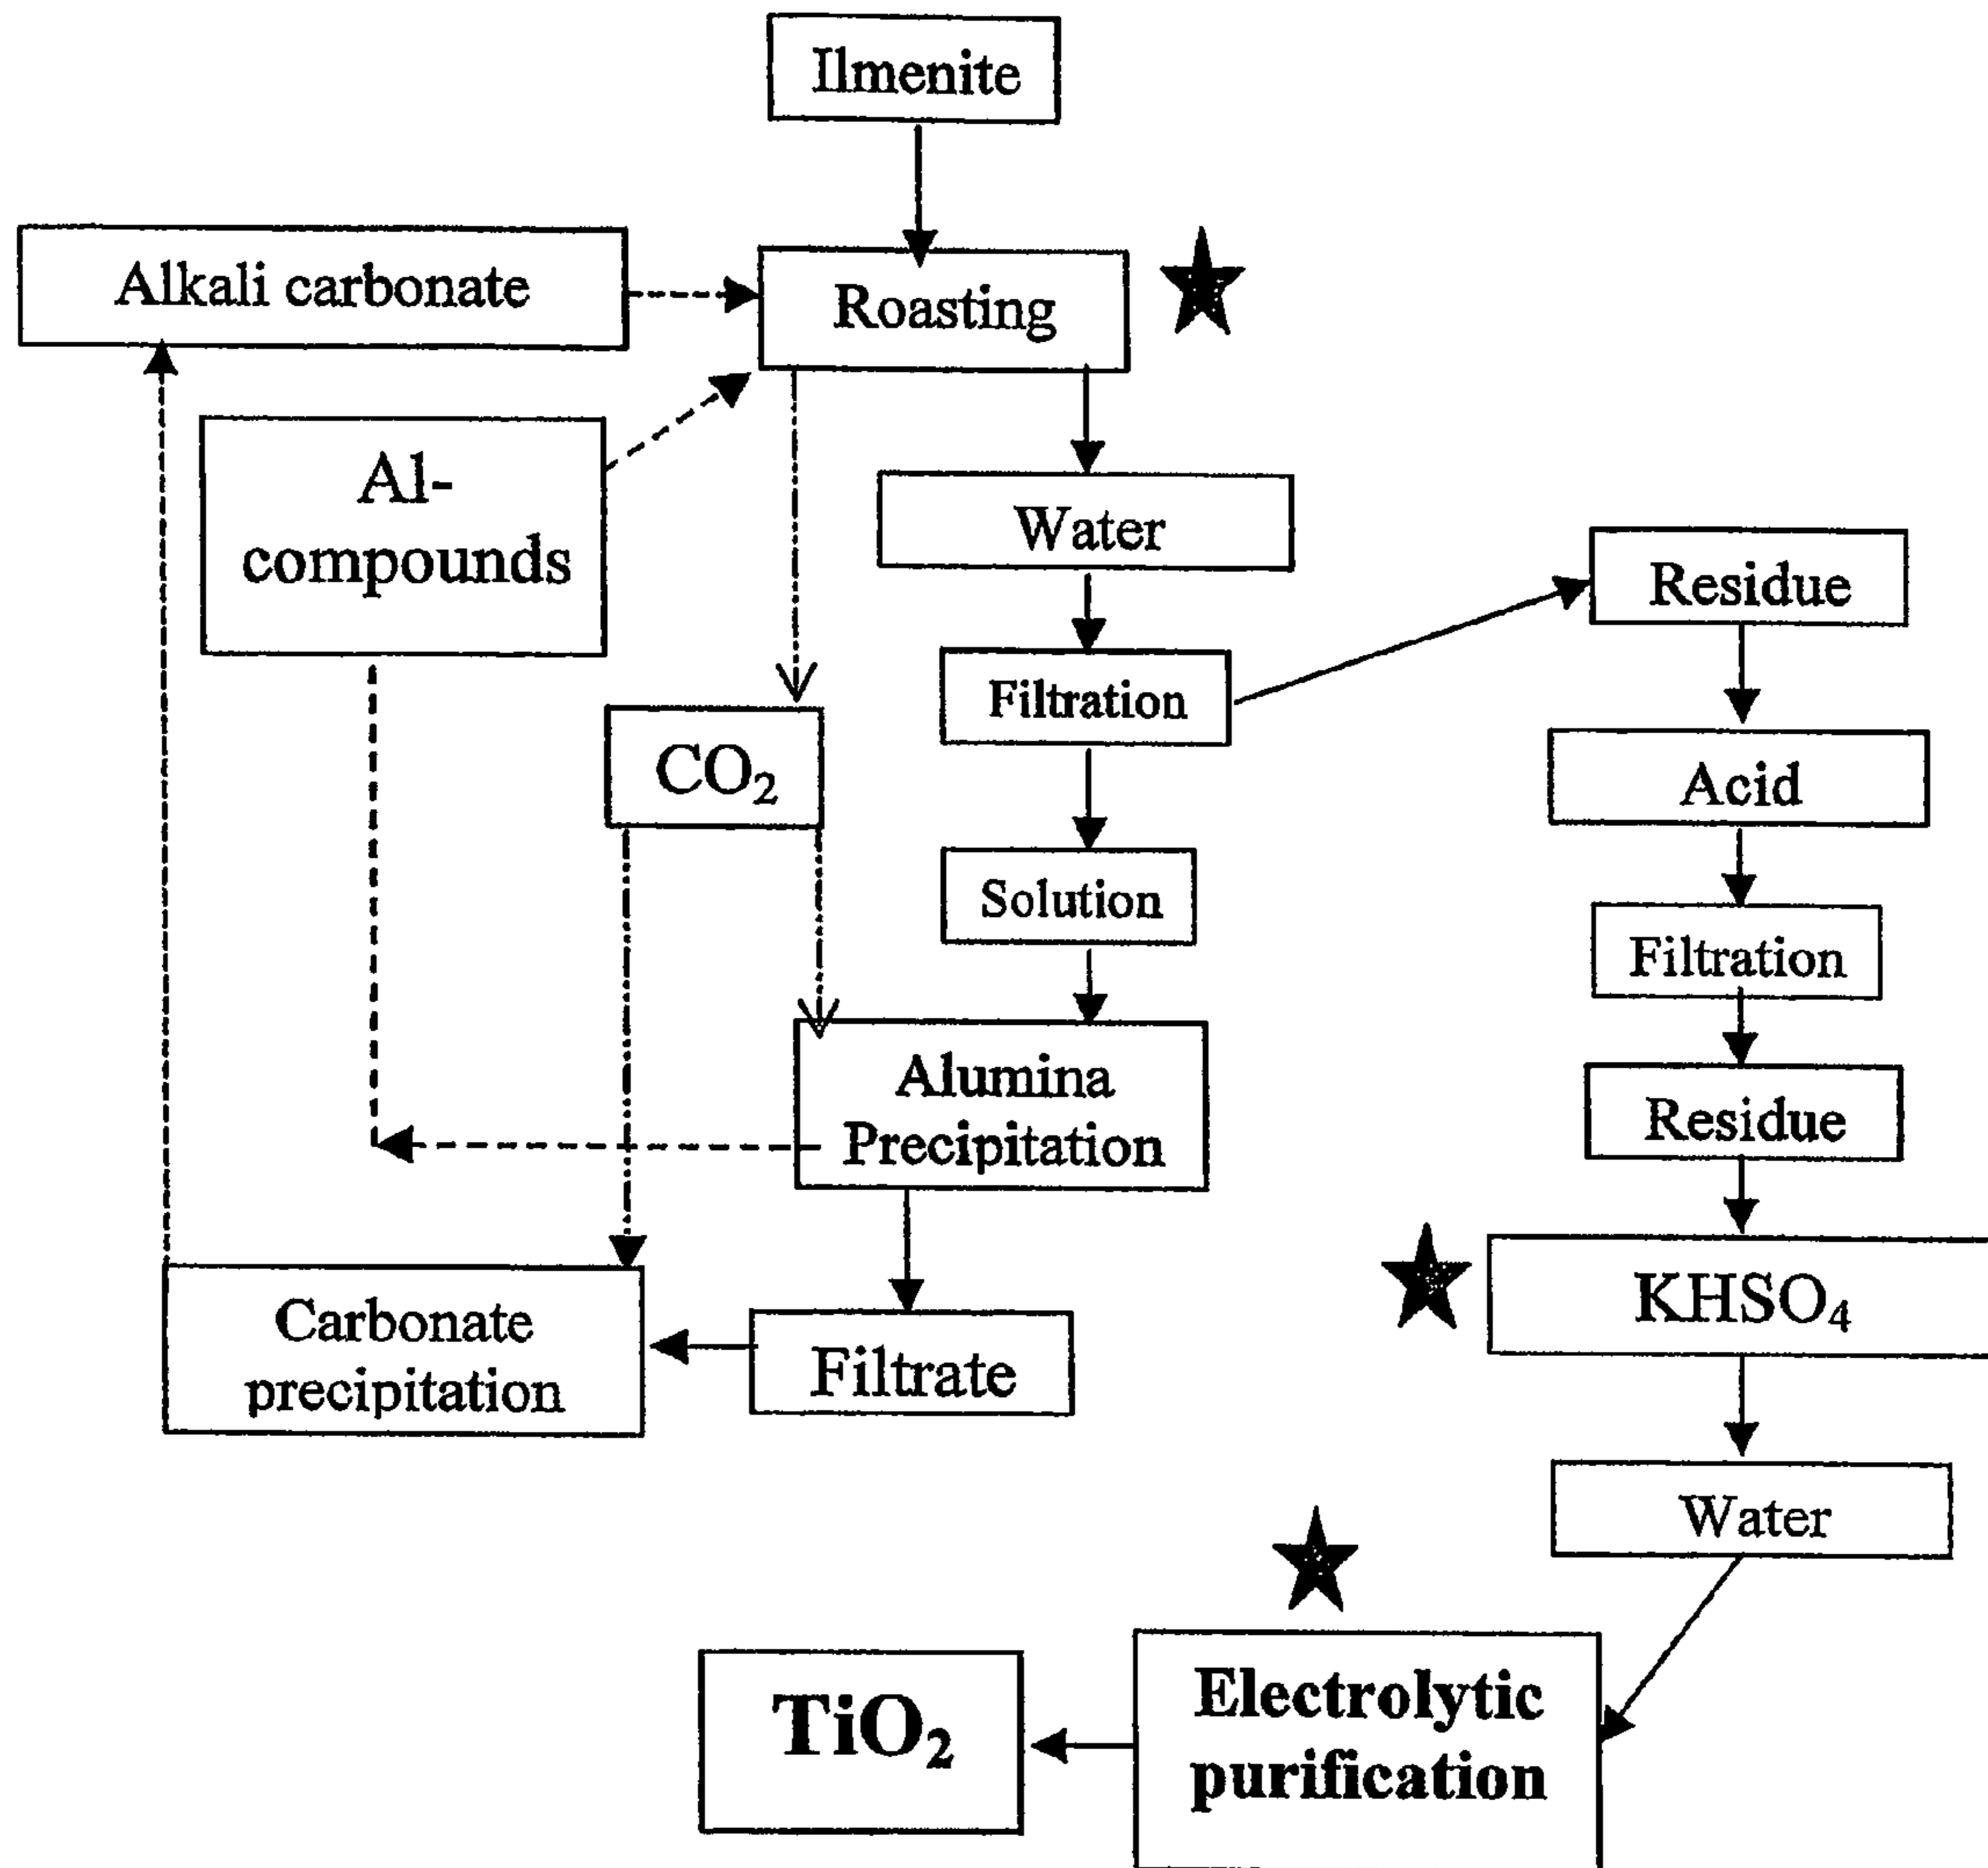 Ilmenite
Alkali carbonate
Roasting
Al-
compounds
Water
Residue
Filtration
CO₂
Acid
Solution
Filtration
Alumina
Precipitation
Residue
Carbonate
precipitation
Filtrate
KHSO₄
Water
TiO₂
Electrolytic
purification